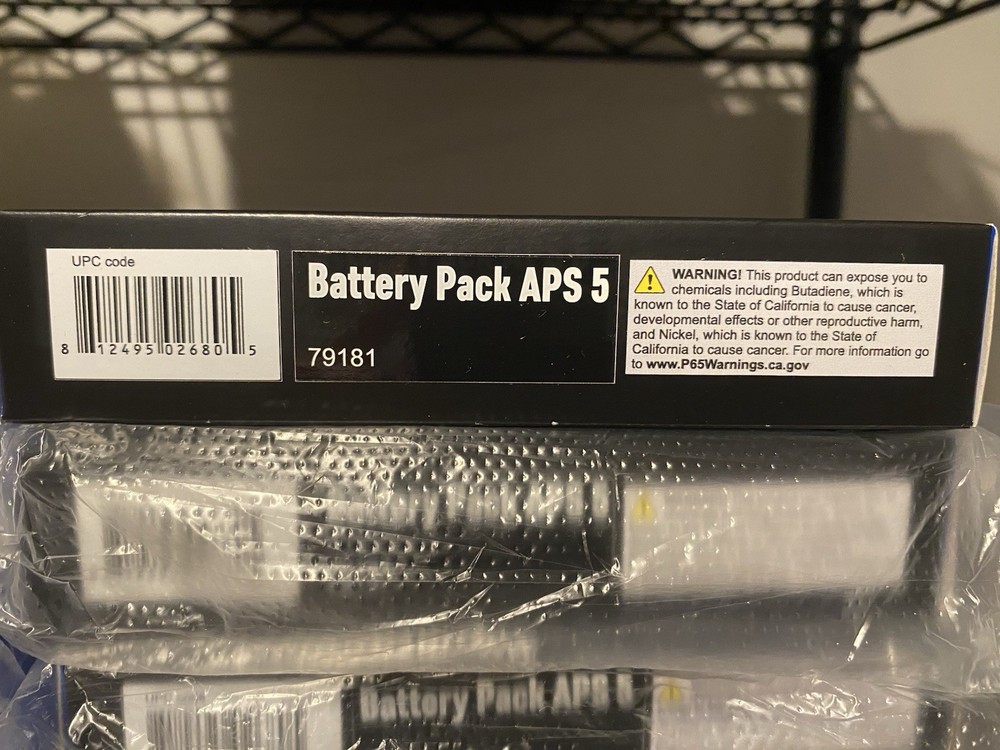 UPC code
8 12495 02680 5
Battery Pack APS 5
79181
WARNING! This product can expose you to
chemicals including Butadiene, which is
known to the State of California to cause cancer,
developmental effects or other reproductive harm,
and Nickel, which is known to the State of
California to cause cancer. For more information go
to www.P65Warnings.ca.gov
Battery Pack APS 5